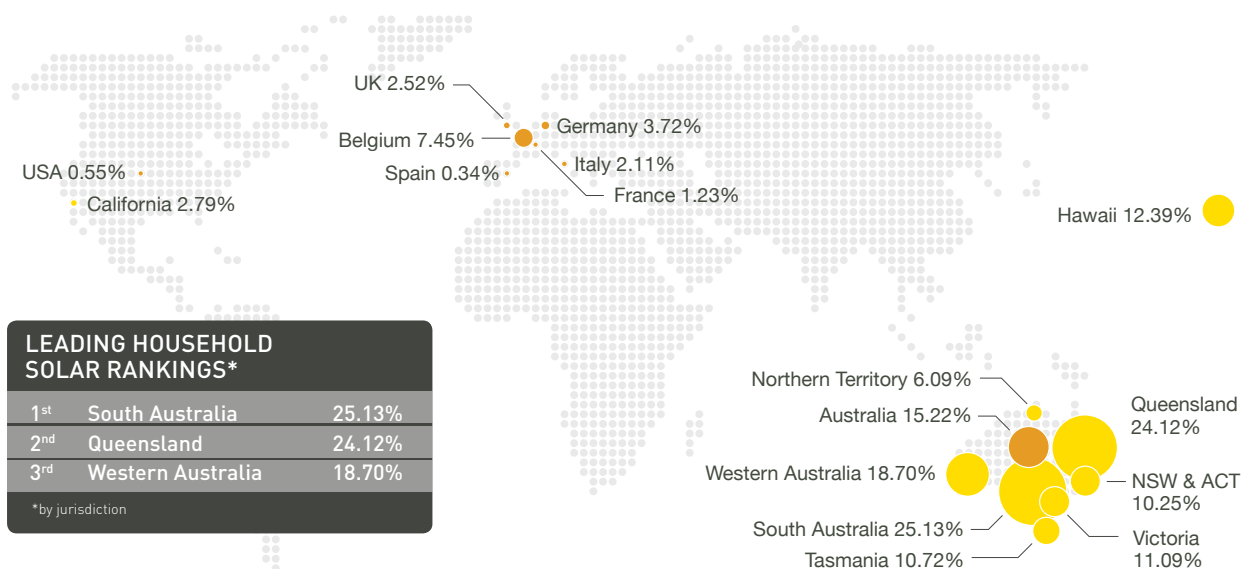 UK 2.52%
Belgium 7.45%
Germany 3.72%
USA 0.55%
Spain 0.34%
Italy 2.11%
France 1.23%
California 2.79%
Hawaii 12.39%
LEADING HOUSEHOLD
SOLAR RANKINGS*
1st South Australia 25.13%
2nd Queensland 24.12%
3rd Western Australia 18.70%
*by jurisdiction
Northern Territory 6.09%
Australia 15.22%
Queensland
24.12%
Western Australia 18.70%
NSW & ACT
10.25%
South Australia 25.13%
Victoria
11.09%
Tasmania 10.72%